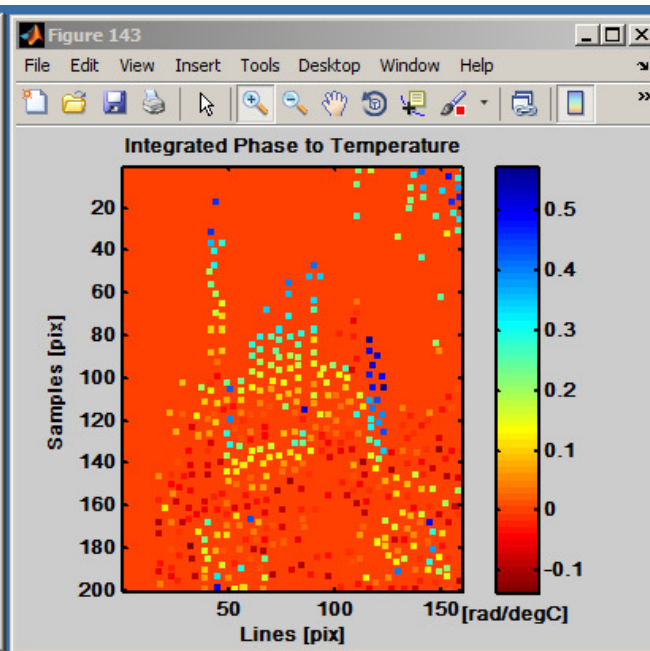 Figure 143
File Edit View Insert Tools Desktop Window Help
Integrated Phase to Temperature
20
40
60
80
100
120
140
160
180
200
Samples [pix]
50 100 150
Lines [pix]
0.5
0.4
0.3
0.2
0.1
0
-0.1
[rad/degC]